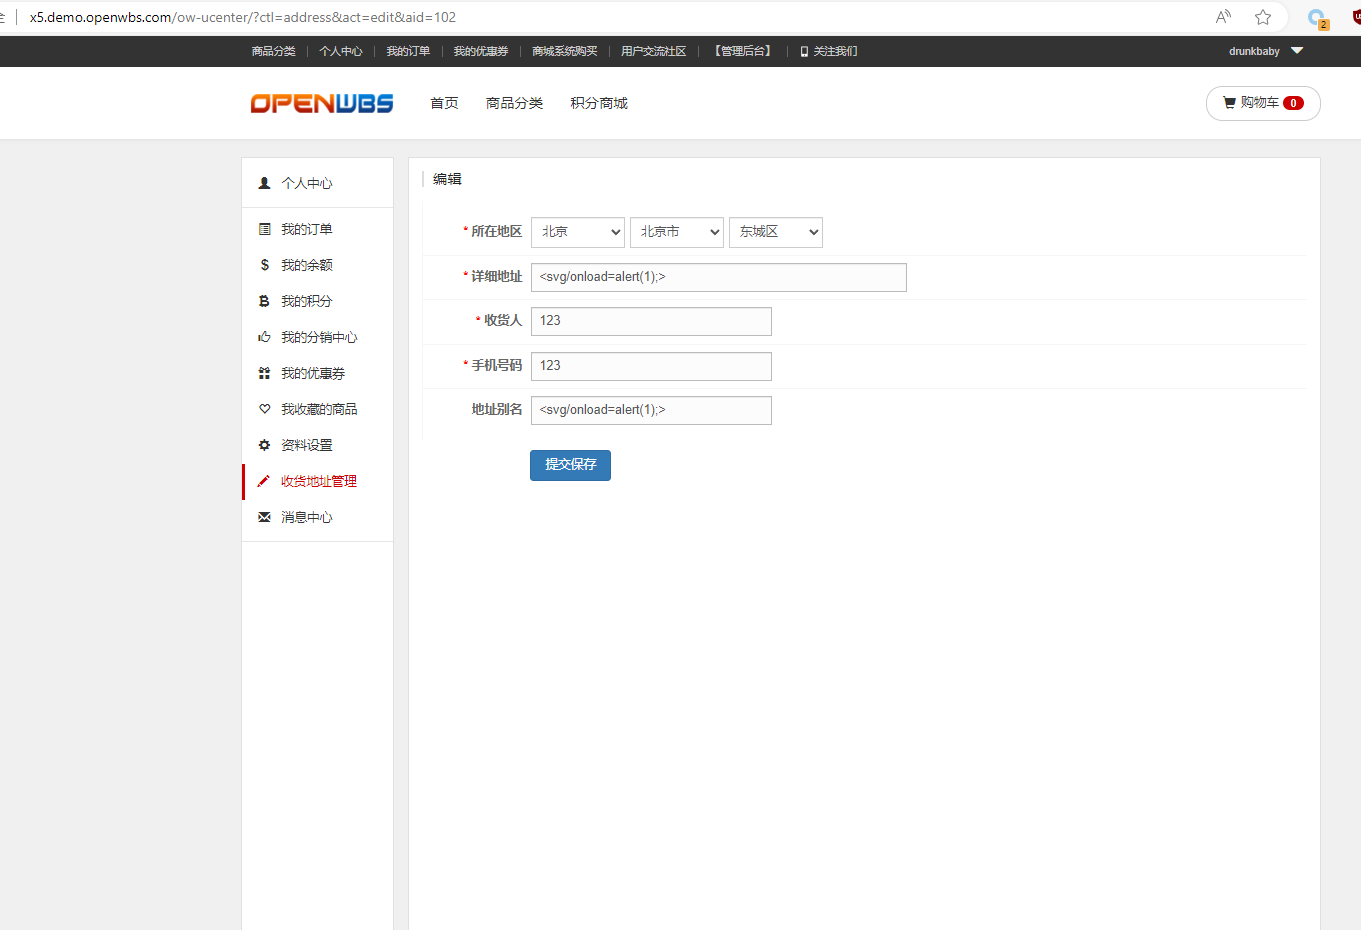 x5.demo.openwbs.com/ow-ucenter/?ctl=address&act=edit&aid=102
2
商品分类 个人中心 我的订单 我的优惠券 商城系统购买 用户交流社区 【管理后台】 关注我们 drunkbaby
OPENWBS 首页 商品分类 积分商城 购物车 0
个人中心
我的订单
我的余额
我的积分
我的分销中心
我的优惠券
我收藏的商品
资料设置
收货地址管理
消息中心
编辑
* 所在地区 北京 北京市 东城区
* 详细地址 <svg/onload=alert(1);>
* 收货人 123
* 手机号码 123
地址别名 <svg/onload=alert(1);>
提交保存